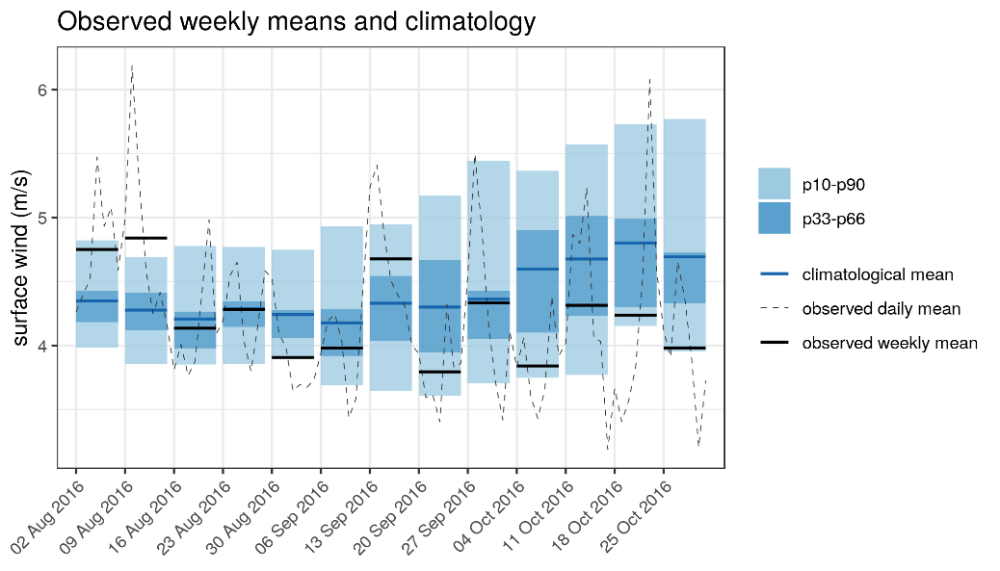 Observed weekly means and climatology
surface wind (m/s)
6
5
4
02 Aug 2016
09 Aug 2016
16 Aug 2016
23 Aug 2016
30 Aug 2016
06 Sep 2016
13 Sep 2016
20 Sep 2016
27 Sep 2016
04 Oct 2016
11 Oct 2016
18 Oct 2016
25 Oct 2016
p10-p90
p33-p66
climatological mean
observed daily mean
observed weekly mean